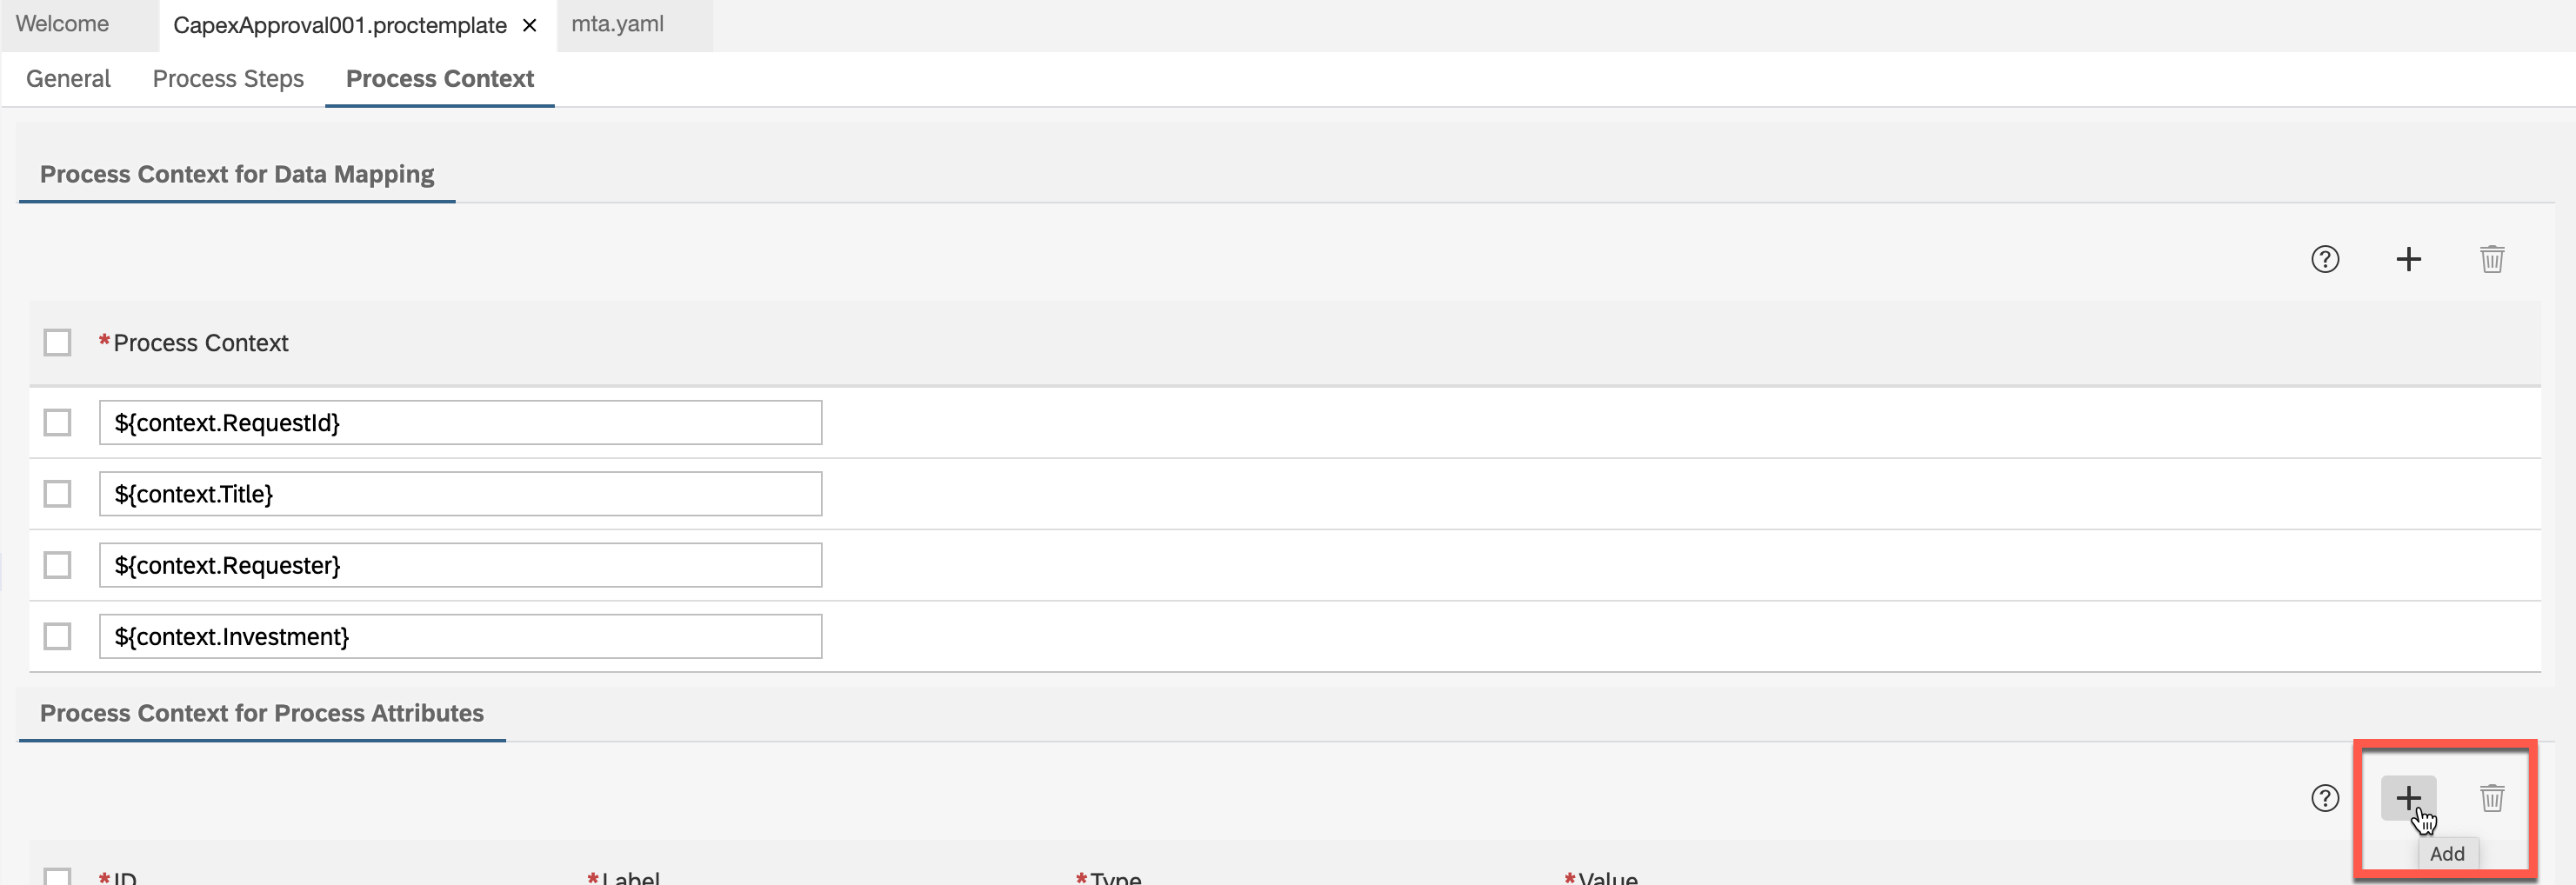 Welcome CapexApproval001.proctemplate × mta.yaml
General Process Steps Process Context
Process Context for Data Mapping
? +
*Process Context
${context.RequestId}
${context.Title}
${context.Requester}
${context.Investment}
Process Context for Process Attributes
? +
Add
*ID *Label *Type *Value